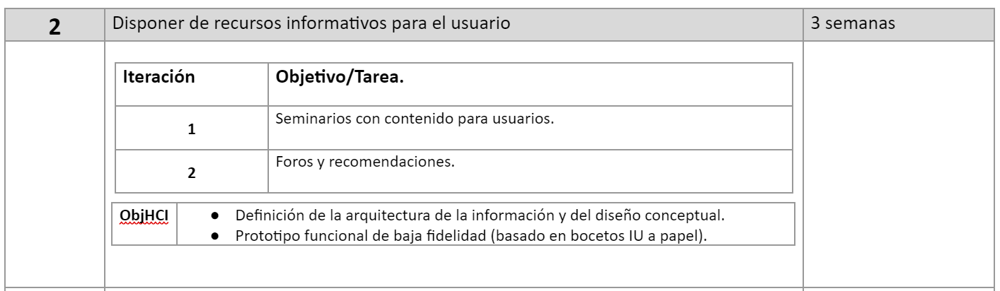 2 Disponer de recursos informativos para el usuario 3 semanas
Iteración Objetivo/Tarea.
1 Seminarios con contenido para usuarios.
2 Foros y recomendaciones.
ObjHCI ● Definición de la arquitectura de la información y del diseño conceptual.
● Prototipo funcional de baja fidelidad (basado en bocetos IU a papel).